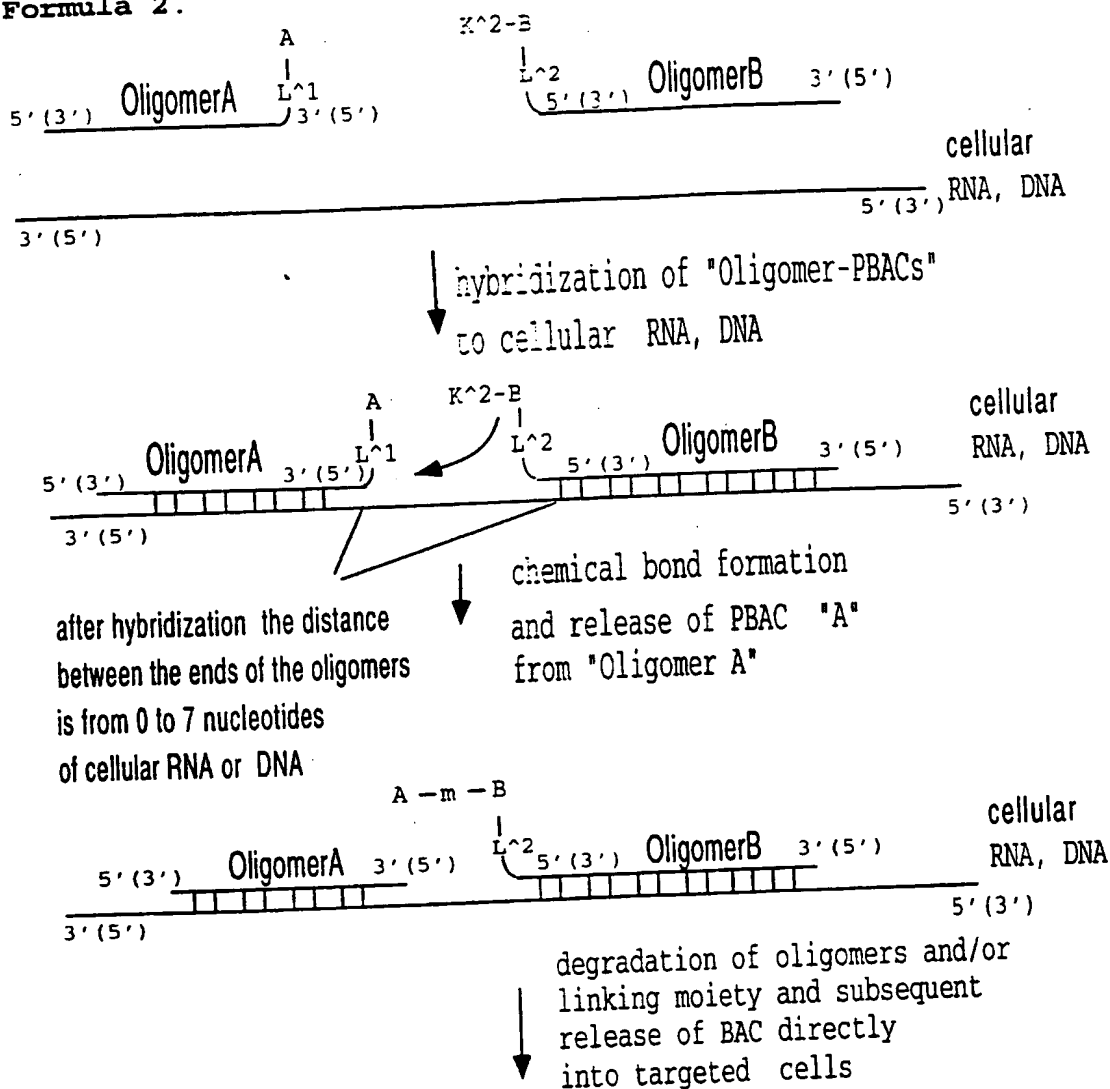 Formula 2.
A
K^2-B
L^1
L^2
5'(3') OligomerA 3'(5')
5'(3') OligomerB 3'(5')
cellular
RNA, DNA
3'(5')
5'(3')
hybridization of "Oligomer-PBACs"
to cellular RNA, DNA
A
K^2-B
L^1
L^2
5'(3') OligomerA 3'(5')
5'(3') OligomerB 3'(5')
cellular
RNA, DNA
3'(5')
5'(3')
after hybridization the distance
between the ends of the oligomers
is from 0 to 7 nucleotides
of cellular RNA or DNA
chemical bond formation
and release of PBAC "A"
from "Oligomer A"
A -m- B
L^2
5'(3') OligomerA 3'(5')
5'(3') OligomerB 3'(5')
cellular
RNA, DNA
3'(5')
5'(3')
degradation of oligomers and/or
linking moiety and subsequent
release of BAC directly
into targeted cells